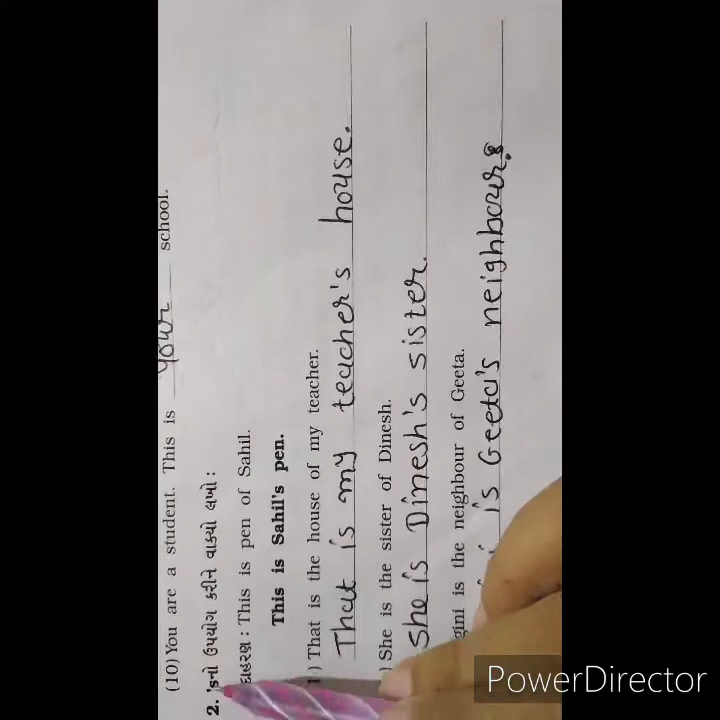 (10) You are a student. This is your school.
2. 'sનો ઉપયોગ કરીને વાક્યો લખો :
દાહરણ : This is pen of Sahil.
This is Sahil's pen.
1) That is the house of my teacher.
That is my teacher's house.
) She is the sister of Dinesh.
She is Dinesh's sister.
gini is the neighbour of Geeta.
is Geeta's neighbour.
PowerDirector